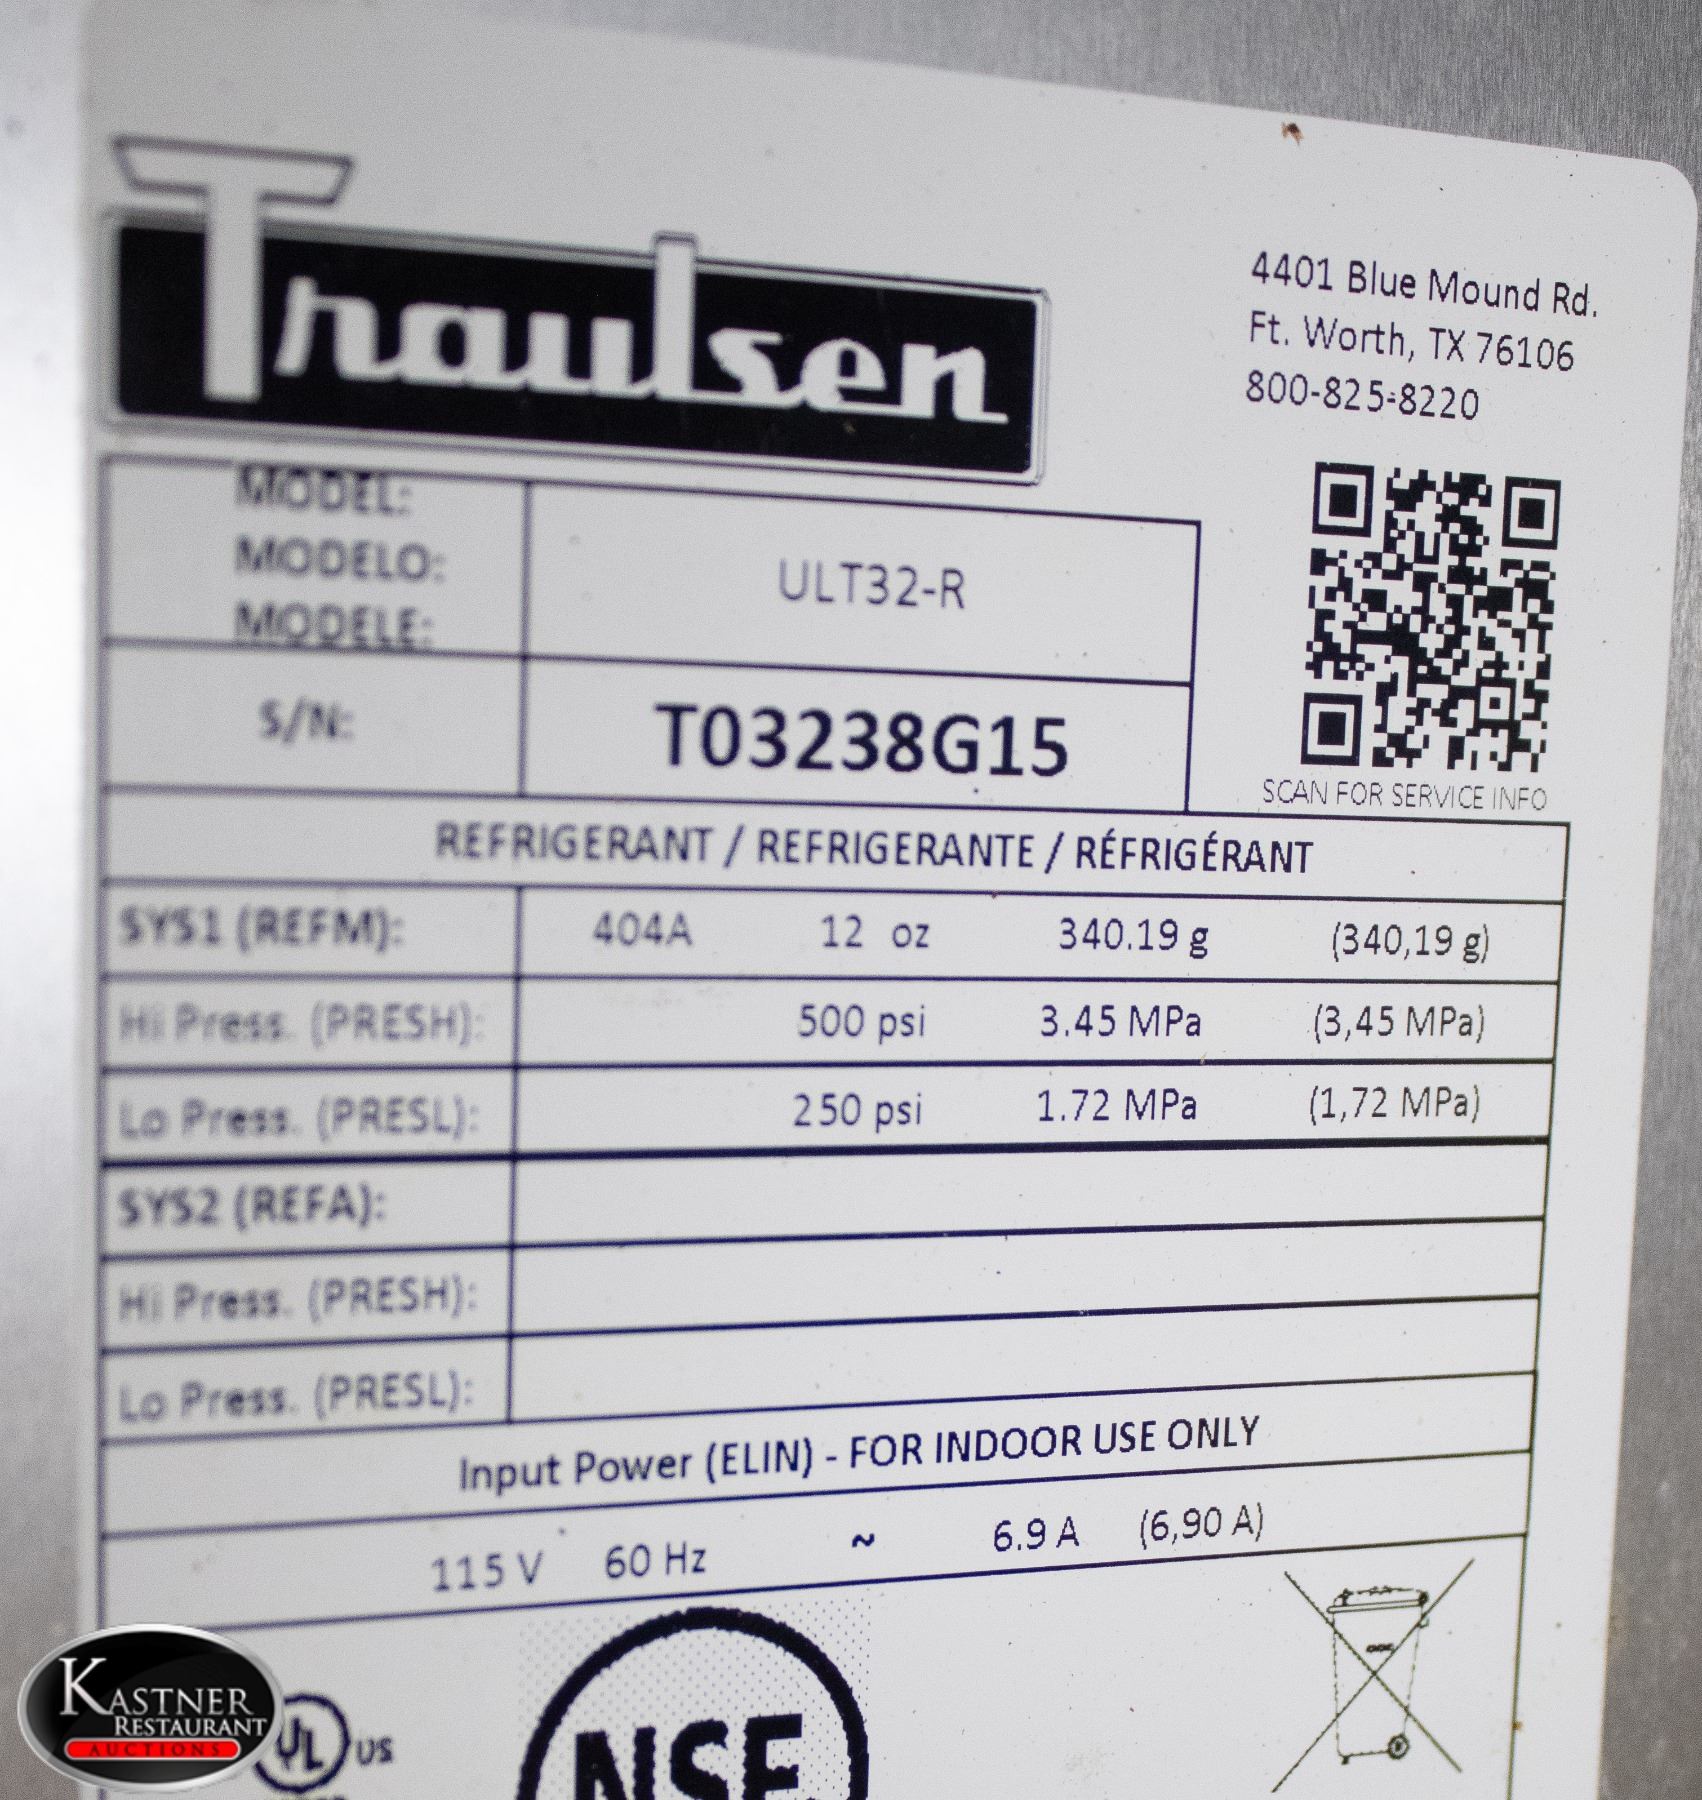 Traulsen
4401 Blue Mound Rd.
Ft. Worth, TX 76106
800-825-8220
MODEL:
MODELO:
MODELE:
ULT32-R
S/N:
T03238G15
SCAN FOR SERVICE INFO
REFRIGERANT / REFRIGERANTE / RÉFRIGÉRANT
SYS1 (REFM): 404A 12 oz 340.19 g (340,19 g)
Hi Press. (PRESH): 500 psi 3.45 MPa (3,45 MPa)
Lo Press. (PRESL): 250 psi 1.72 MPa (1,72 MPa)
SYS2 (REFA):
Hi Press. (PRESH):
Lo Press. (PRESL):
Input Power (ELIN) - FOR INDOOR USE ONLY
115 V 60 Hz ~ 6.9 A (6,90 A)
KASTNER
RESTAURANT
AUCTIONS
UL US
NSF